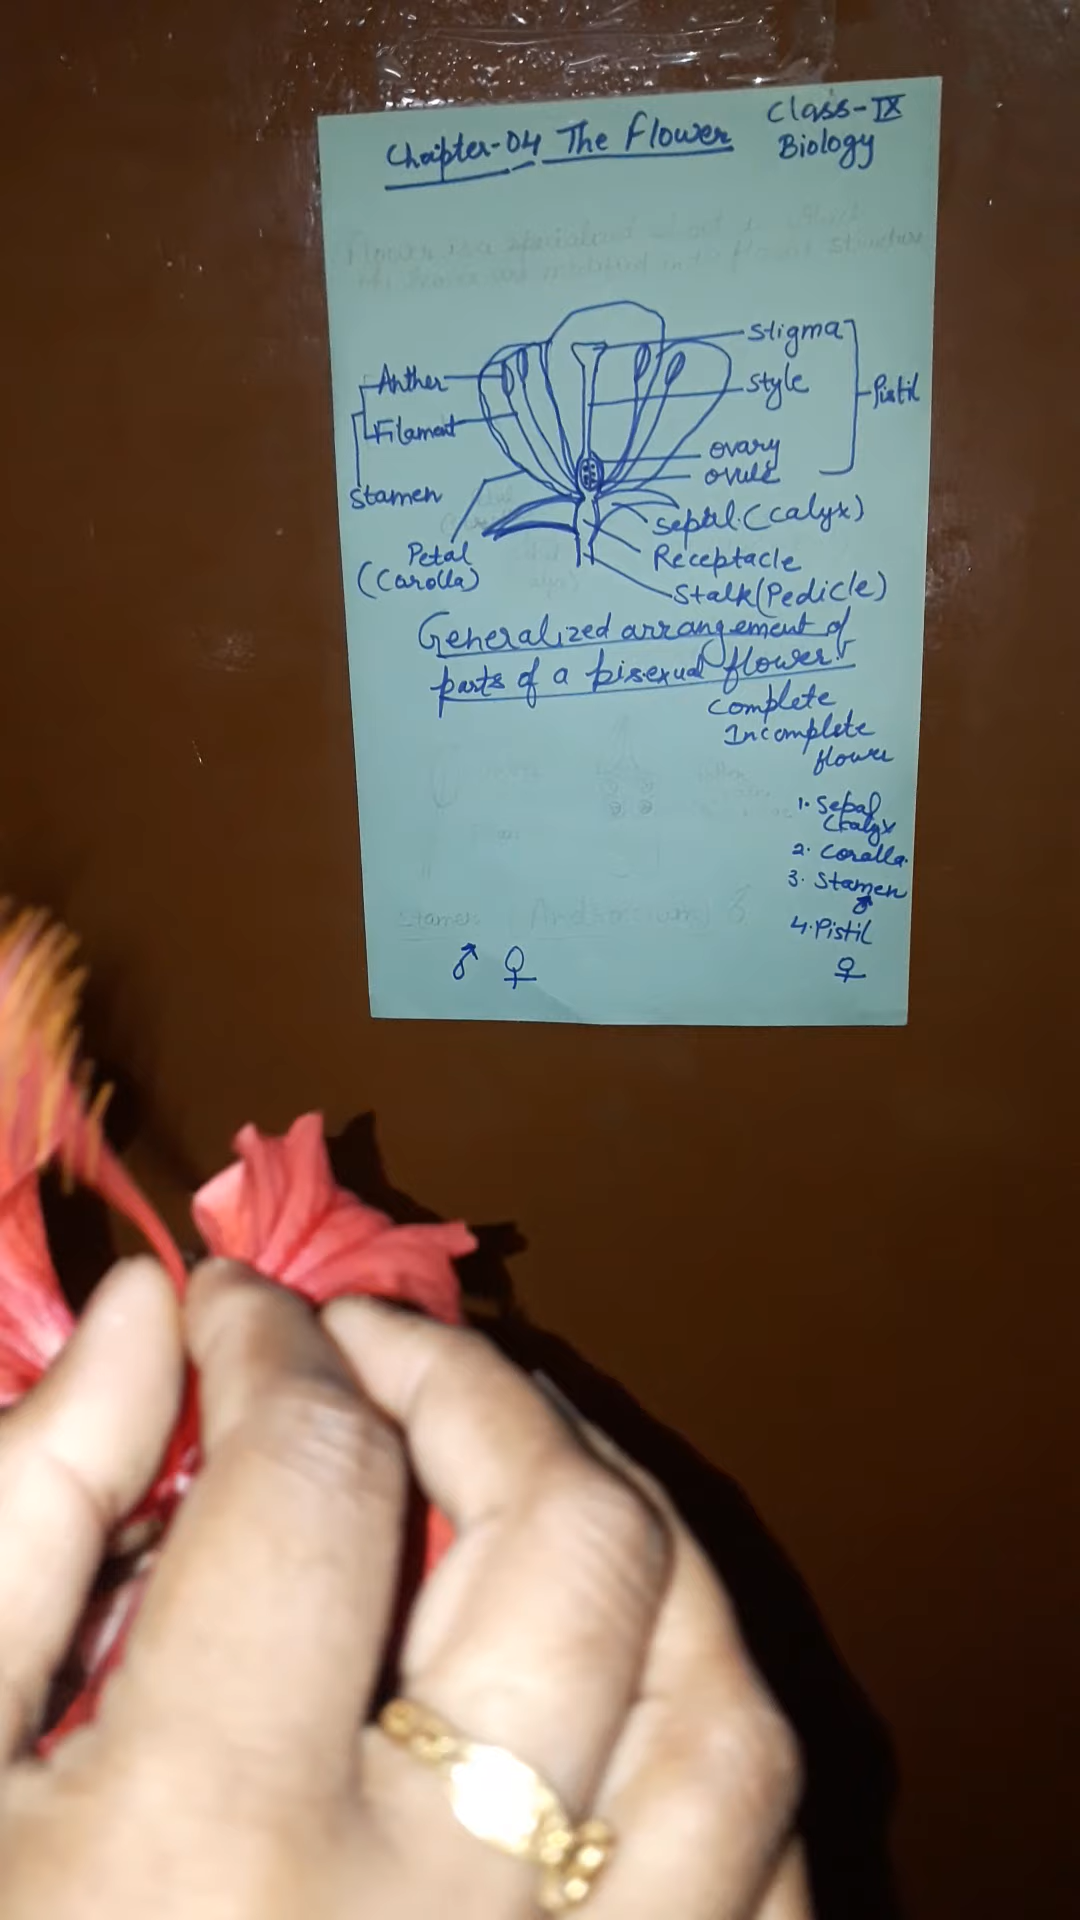 Chapter-04 The Flower
Class-IX
Biology
Stigma
Anther
Style
Pistil
Filament
ovary
ovule
Stamen
Sepal (Calyx)
Petal
(Carolla)
Receptacle
Stalk (Pedicle)
Generalized arrangement of
parts of a bisexual flower.
Complete
Incomplete
flower
1. Sepal
Calyx
2. Corolla.
3. Stamen
♂
4. Pistil
♂ ♀
♀